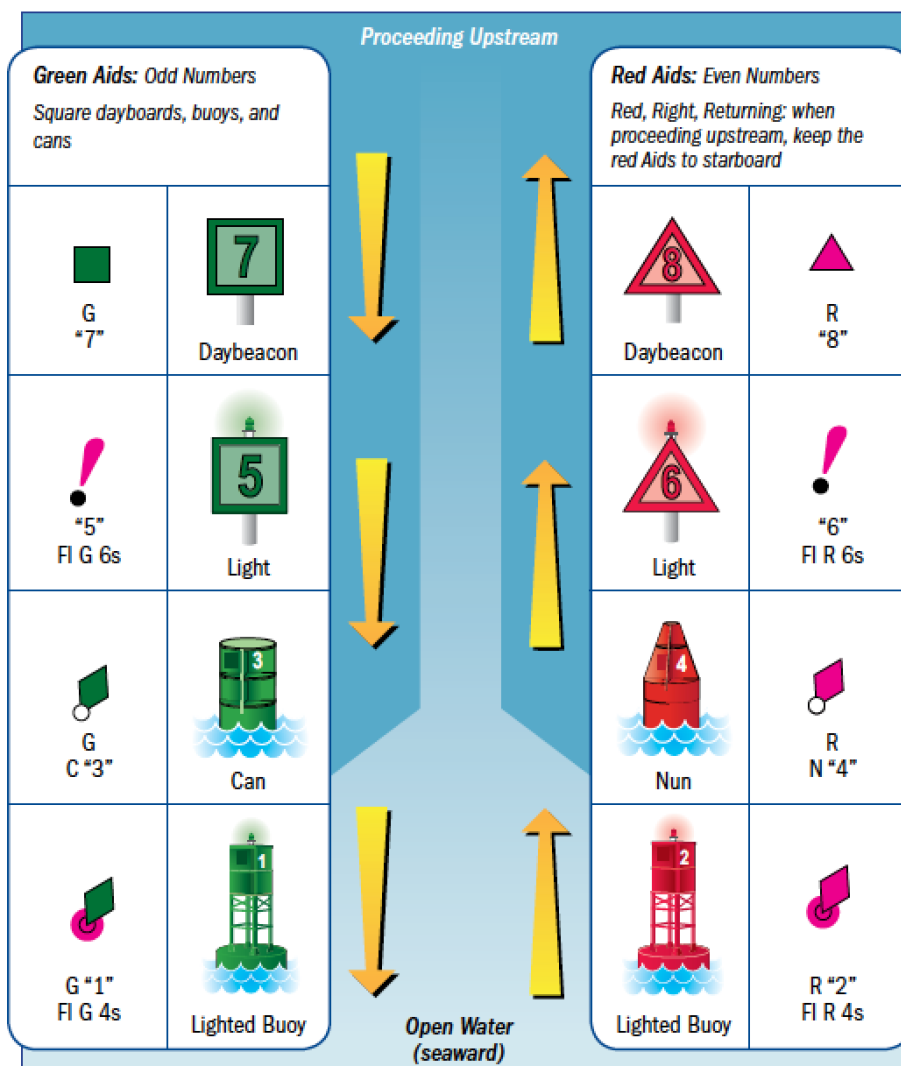 Proceeding Upstream
Green Aids: Odd Numbers
Square dayboards, buoys, and
cans
G
“7”
7
Daybeacon
“5”
Fl G 6s
5
Light
G
C “3”
3
Can
G “1”
Fl G 4s
1
Lighted Buoy
Open Water
(seaward)
Red Aids: Even Numbers
Red, Right, Returning: when
proceeding upstream, keep the
red Aids to starboard
8
Daybeacon
R
“8”
6
Light
“6”
Fl R 6s
4
Nun
R
N “4”
2
Lighted Buoy
R “2”
Fl R 4s